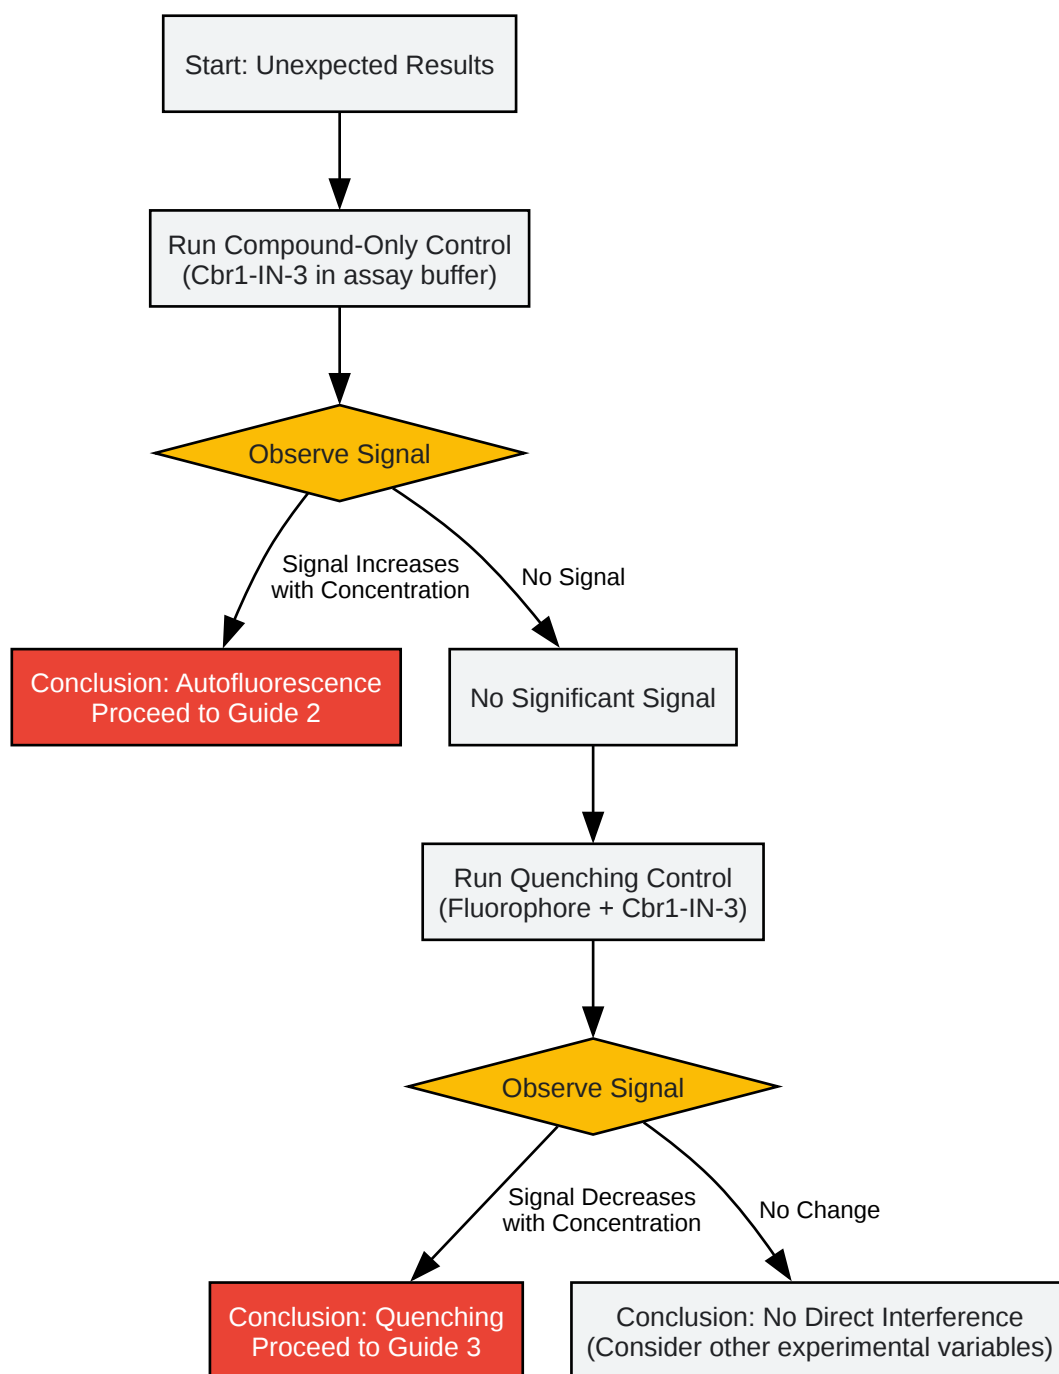 Start: Unexpected Results
Run Compound-Only Control
(Cbr1-IN-3 in assay buffer)
Observe Signal
Signal Increases
with Concentration
No Signal
Conclusion: Autofluorescence
Proceed to Guide 2
No Significant Signal
Run Quenching Control
(Fluorophore + Cbr1-IN-3)
Observe Signal
Signal Decreases
with Concentration
No Change
Conclusion: Quenching
Proceed to Guide 3
Conclusion: No Direct Interference
(Consider other experimental variables)